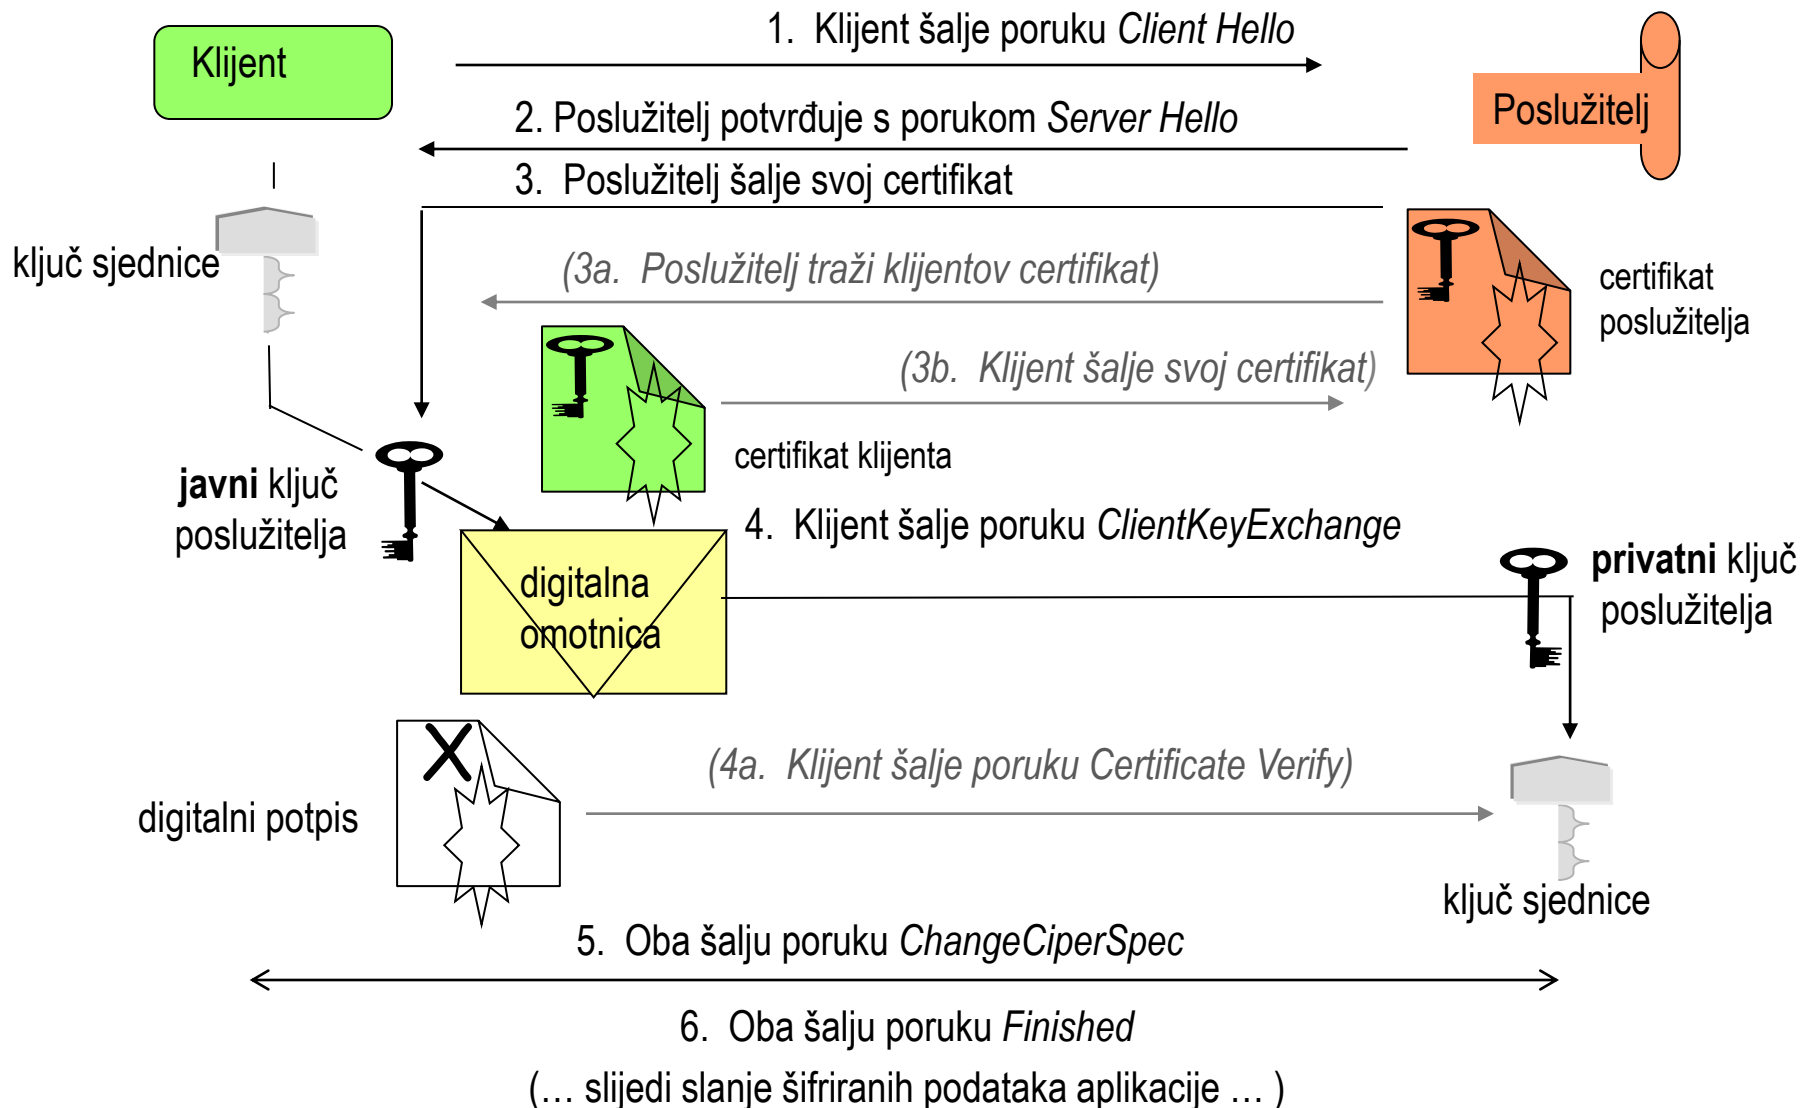 1. Klijent šalje poruku Client Hello
Klijent
Poslužitelj
2. Poslužitelj potvrđuje s porukom Server Hello
3. Poslužitelj šalje svoj certifikat
ključ sjednice
(3a. Poslužitelj traži klijentov certifikat)
certifikat
poslužitelja
(3b. Klijent šalje svoj certifikat)
certifikat klijenta
javni ključ
poslužitelja
4. Klijent šalje poruku ClientKeyExchange
privatni ključ
poslužitelja
digitalna
omotnica
(4a. Klijent šalje poruku Certificate Verify)
digitalni potpis
ključ sjednice
5. Oba šalju poruku ChangeCiperSpec
6. Oba šalju poruku Finished
(… slijedi slanje šifriranih podataka aplikacije … )